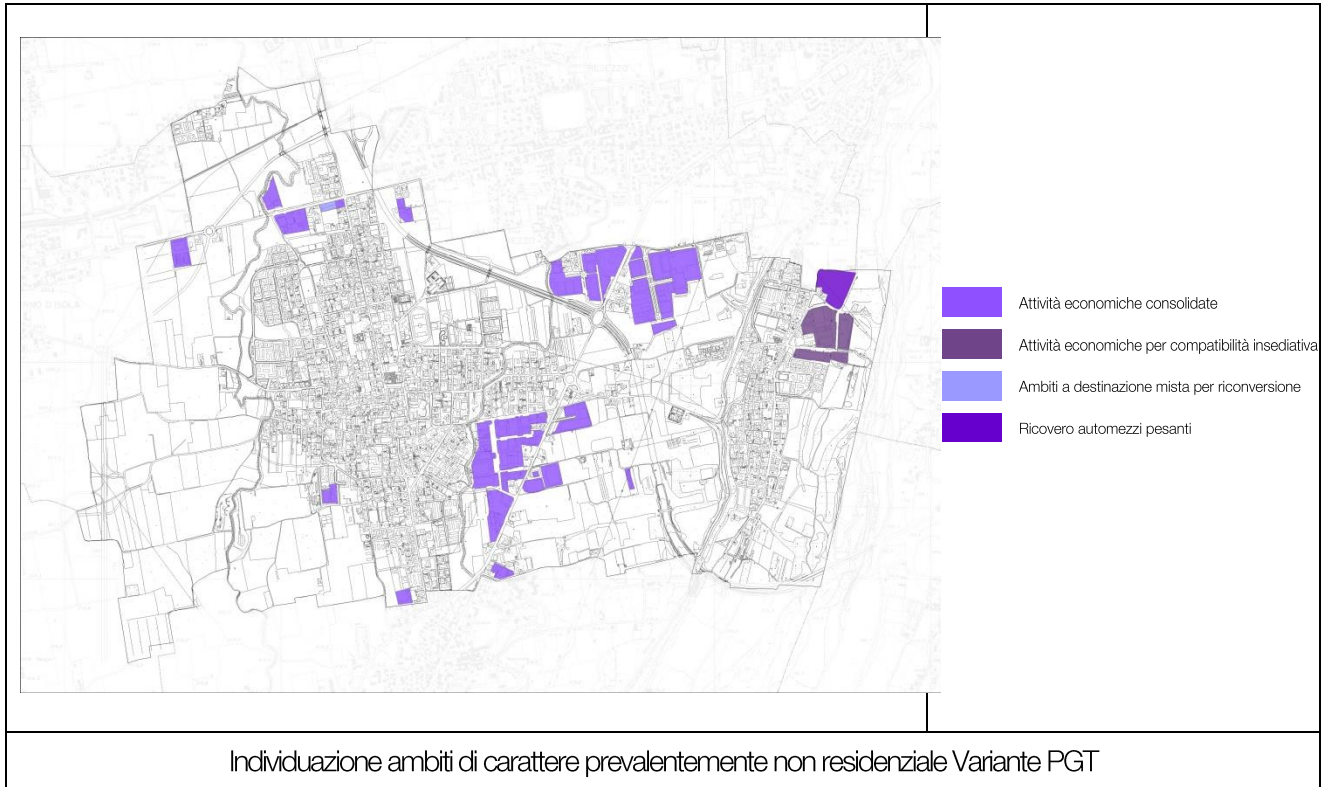 Attività economiche consolidate
Attività economiche per compatibilità insediativa
Ambiti a destinazione mista per riconversione
Ricovero automezzi pesanti
Individuazione ambiti di carattere prevalentemente non residenziale Variante PGT